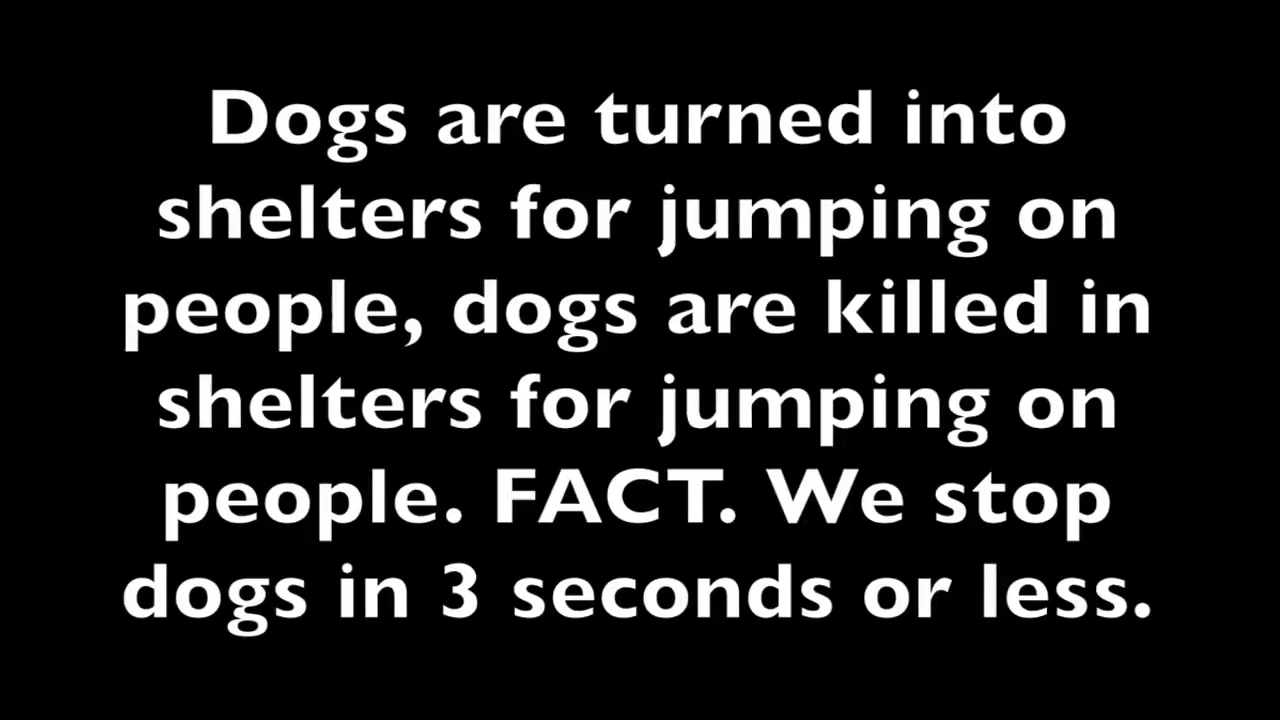 Dogs are turned into
shelters for jumping on
people, dogs are killed in
shelters for jumping on
people. FACT. We stop
dogs in 3 seconds or less.